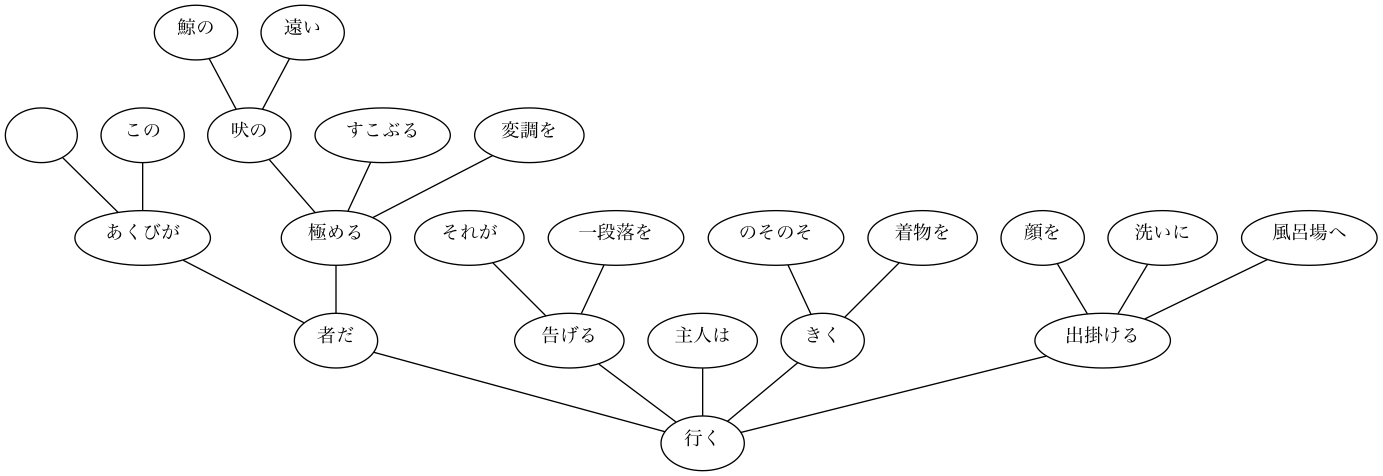 鯨の
遠い
この
吠の
すこぶる
変調を
あくびが
極める
それが
一段落を
のそのそ
着物を
顔を
洗いに
風呂場へ
者だ
告げる
主人は
きく
出掛ける
行く